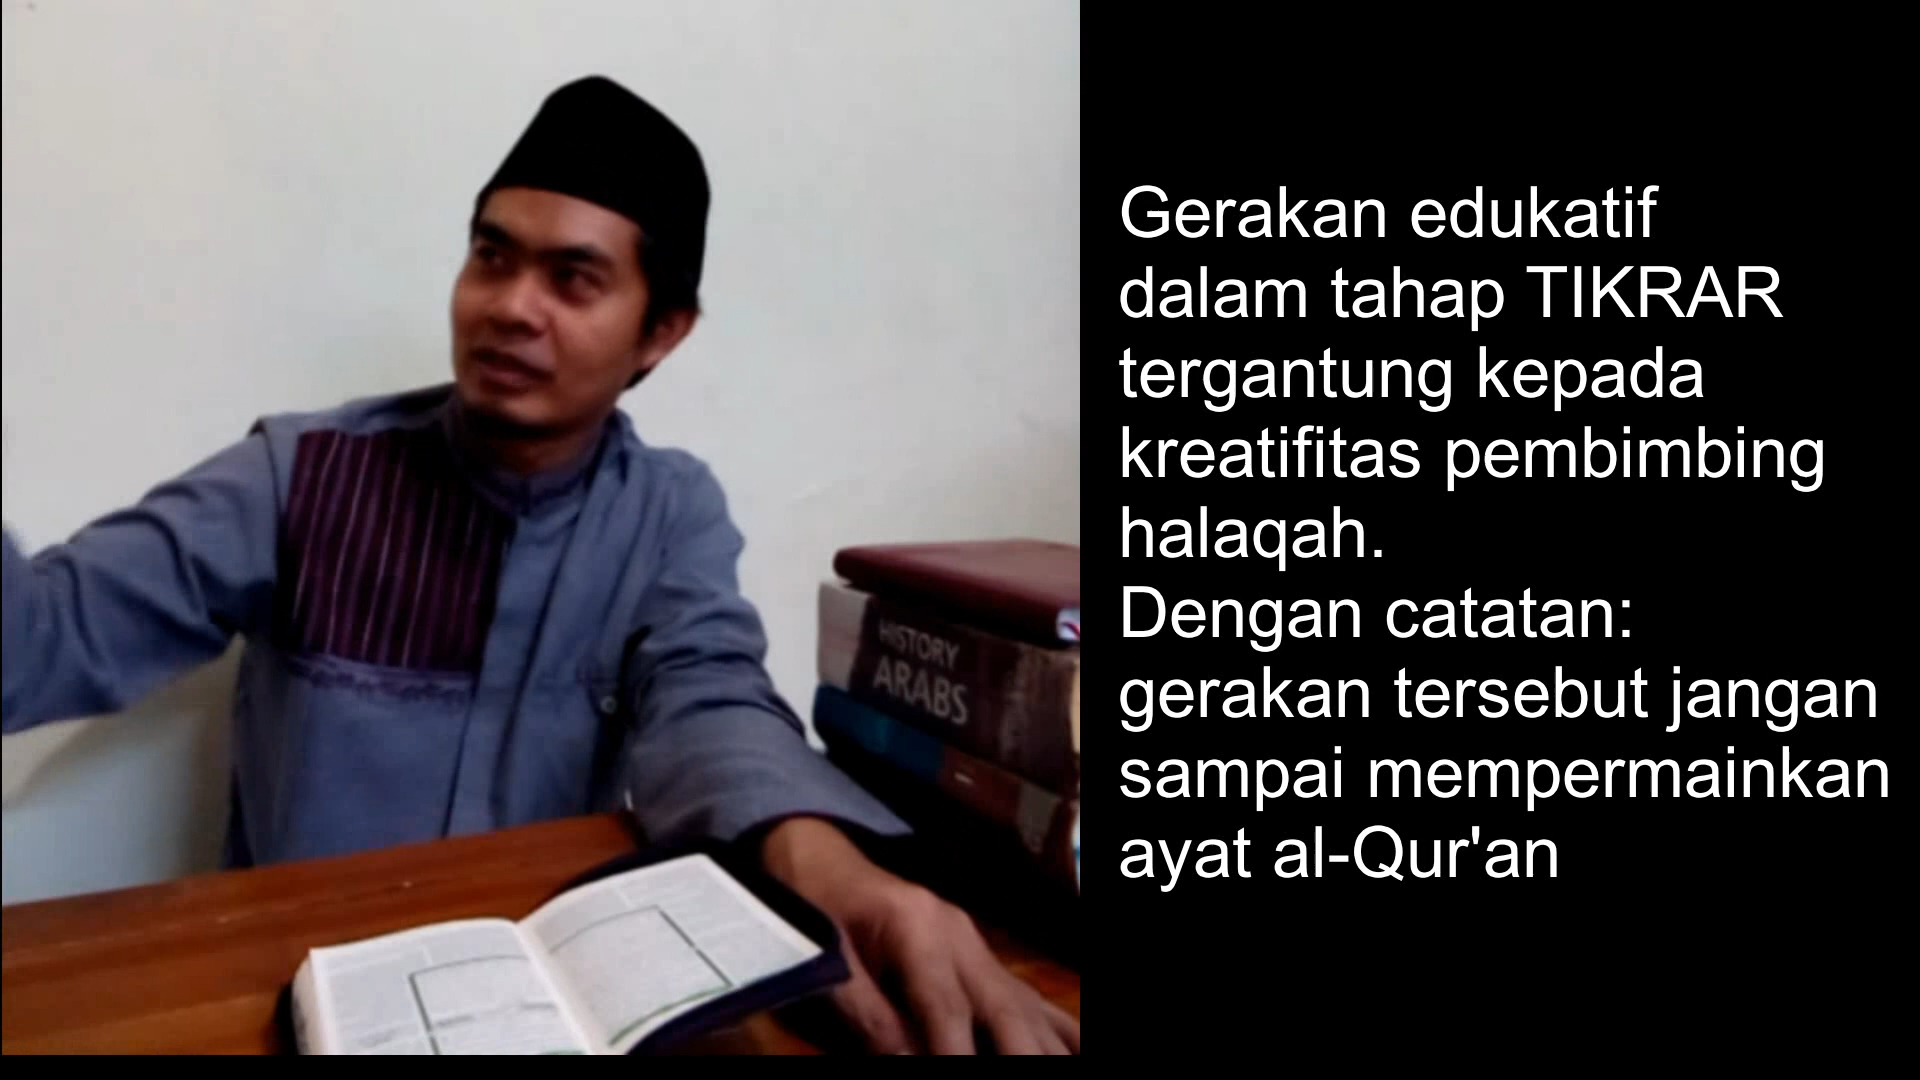 Gerakan edukatif
dalam tahap TIKRAR
tergantung kepada
kreatifitas pembimbing
halaqah.
Dengan catatan:
gerakan tersebut jangan
sampai mempermainkan
ayat al-Qur'an
HISTORY
ARABS